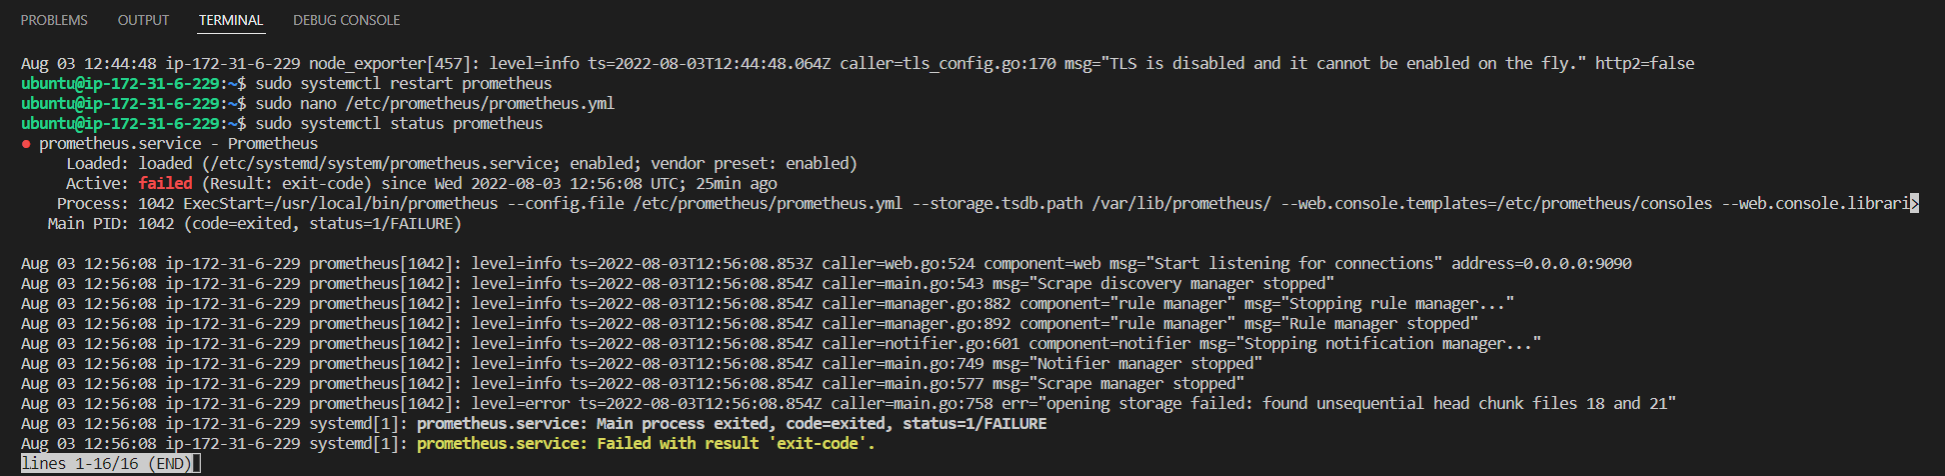 PROBLEMS OUTPUT TERMINAL DEBUG CONSOLE
Aug 03 12:44:48 ip-172-31-6-229 node_exporter[457]: level=info ts=2022-08-03T12:44:48.064Z caller=tls_config.go:170 msg="TLS is disabled and it cannot be enabled on the fly." http2=false
ubuntu@ip-172-31-6-229:~$ sudo systemctl restart prometheus
ubuntu@ip-172-31-6-229:~$ sudo nano /etc/prometheus/prometheus.yml
ubuntu@ip-172-31-6-229:~$ sudo systemctl status prometheus
● prometheus.service - Prometheus
Loaded: loaded (/etc/systemd/system/prometheus.service; enabled; vendor preset: enabled)
Active: failed (Result: exit-code) since Wed 2022-08-03 12:56:08 UTC; 25min ago
Process: 1042 ExecStart=/usr/local/bin/prometheus --config.file /etc/prometheus/prometheus.yml --storage.tsdb.path /var/lib/prometheus/ --web.console.templates=/etc/prometheus/consoles --web.console.librari>
Main PID: 1042 (code=exited, status=1/FAILURE)
Aug 03 12:56:08 ip-172-31-6-229 prometheus[1042]: level=info ts=2022-08-03T12:56:08.853Z caller=web.go:524 component=web msg="Start listening for connections" address=0.0.0.0:9090
Aug 03 12:56:08 ip-172-31-6-229 prometheus[1042]: level=info ts=2022-08-03T12:56:08.854Z caller=main.go:543 msg="Scrape discovery manager stopped"
Aug 03 12:56:08 ip-172-31-6-229 prometheus[1042]: level=info ts=2022-08-03T12:56:08.854Z caller=manager.go:882 component="rule manager" msg="Stopping rule manager..."
Aug 03 12:56:08 ip-172-31-6-229 prometheus[1042]: level=info ts=2022-08-03T12:56:08.854Z caller=manager.go:892 component="rule manager" msg="Rule manager stopped"
Aug 03 12:56:08 ip-172-31-6-229 prometheus[1042]: level=info ts=2022-08-03T12:56:08.854Z caller=notifier.go:601 component=notifier msg="Stopping notification manager..."
Aug 03 12:56:08 ip-172-31-6-229 prometheus[1042]: level=info ts=2022-08-03T12:56:08.854Z caller=main.go:749 msg="Notifier manager stopped"
Aug 03 12:56:08 ip-172-31-6-229 prometheus[1042]: level=info ts=2022-08-03T12:56:08.854Z caller=main.go:577 msg="Scrape manager stopped"
Aug 03 12:56:08 ip-172-31-6-229 prometheus[1042]: level=error ts=2022-08-03T12:56:08.854Z caller=main.go:758 err="opening storage failed: found unsequential head chunk files 18 and 21"
Aug 03 12:56:08 ip-172-31-6-229 systemd[1]: prometheus.service: Main process exited, code=exited, status=1/FAILURE
Aug 03 12:56:08 ip-172-31-6-229 systemd[1]: prometheus.service: Failed with result 'exit-code'.
lines 1-16/16 (END)